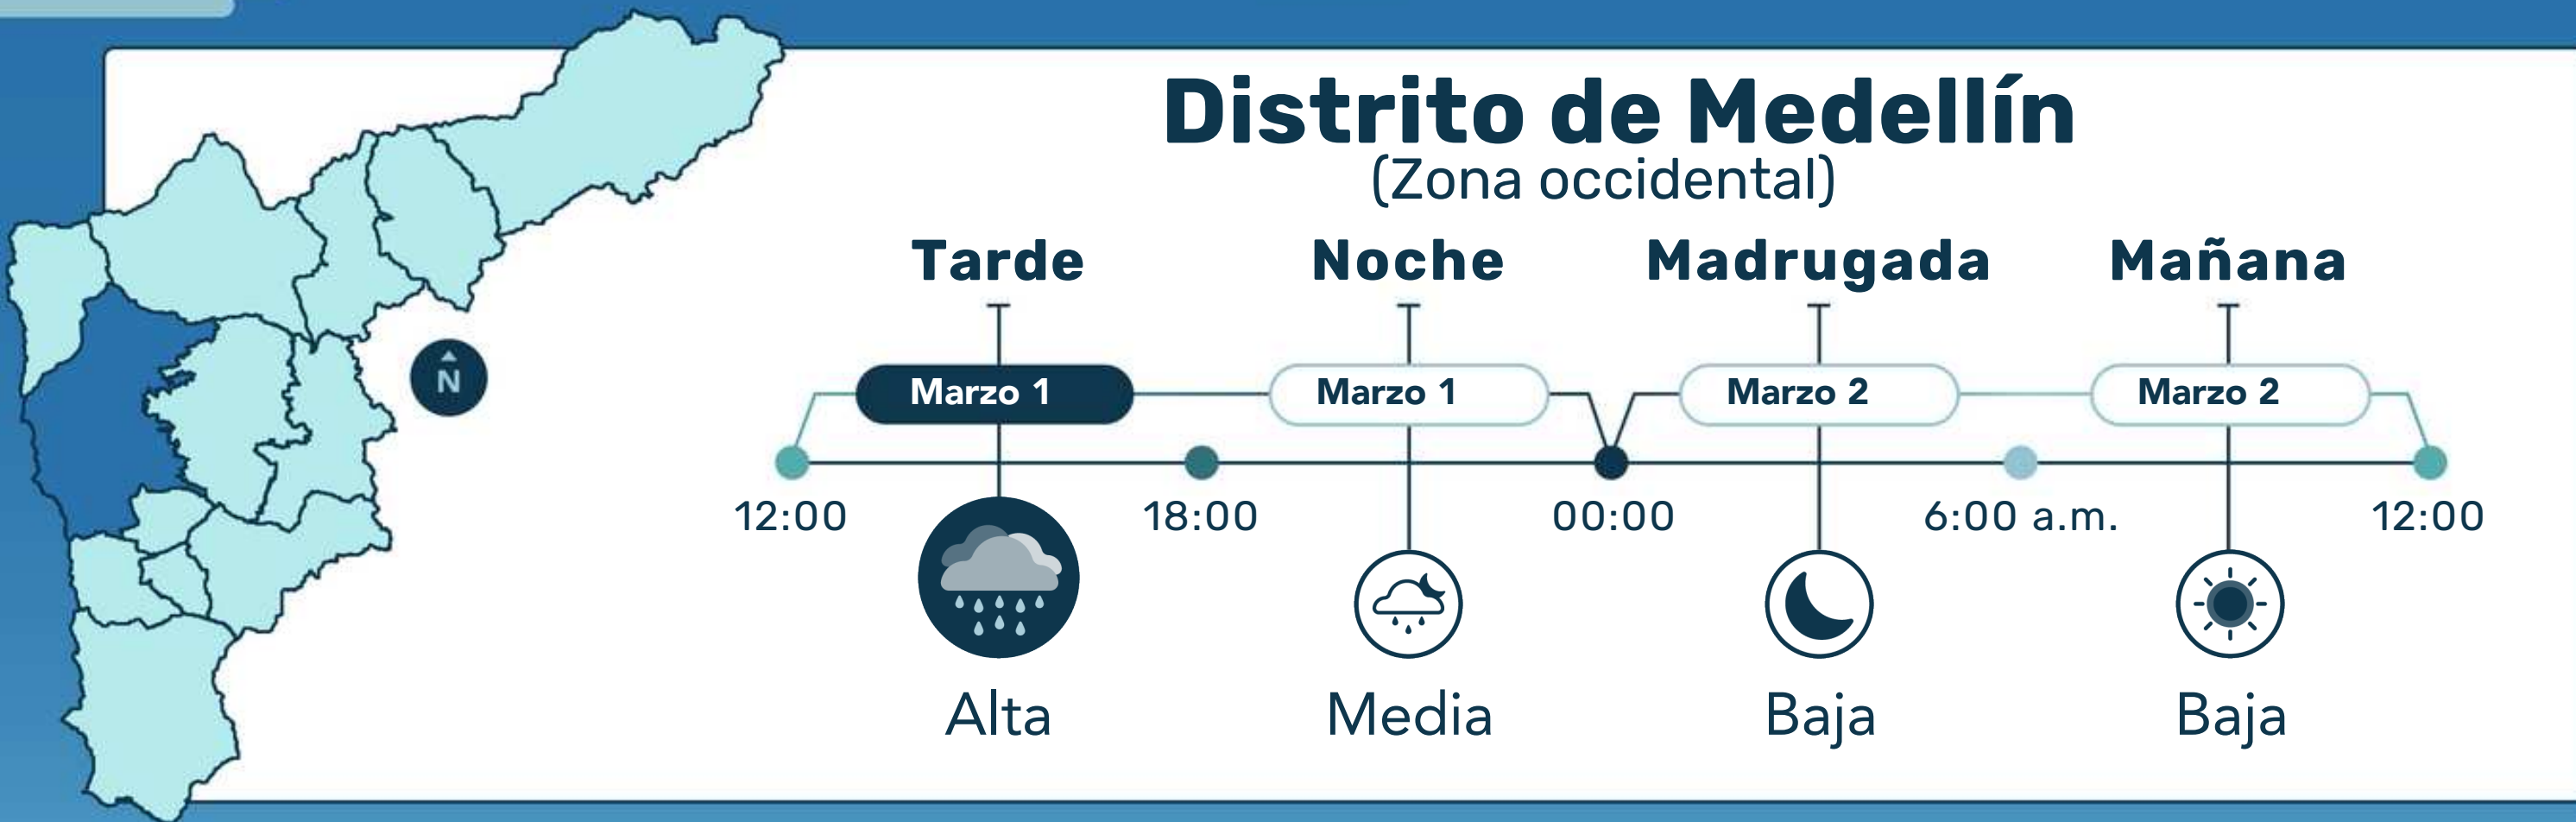 Distrito de Medellín
(Zona occidental)
Tarde Noche Madrugada Mañana
Marzo 1 Marzo 1 Marzo 2 Marzo 2
N
12:00 18:00 00:00 6:00 a.m. 12:00
Alta Media Baja Baja